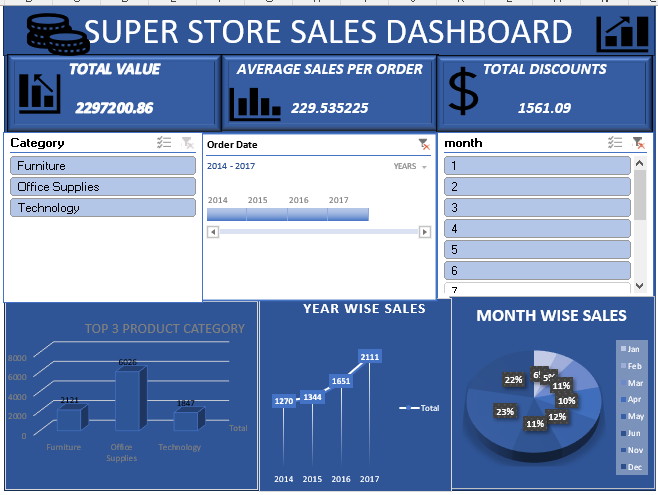 SUPER STORE SALES DASHBOARD
TOTAL VALUE
2297200.86
AVERAGE SALES PER ORDER
229.535225
TOTAL DISCOUNTS
1561.09
Category
Furniture
Office Supplies
Technology
Order Date
2014 - 2017
YEARS
2014 2015 2016 2017
month
1
2
3
4
5
6
7
TOP 3 PRODUCT CATEGORY
8000
6000
4000
2000
0
2121
6026
1847
Furniture
Office
Supplies
Technology
Total
YEAR WISE SALES
1270
1344
1651
2111
Total
2014 2015 2016 2017
MONTH WISE SALES
5%
11%
10%
12%
11%
23%
22%
Jan
Feb
Mar
Apr
May
Jun
Nov
Dec